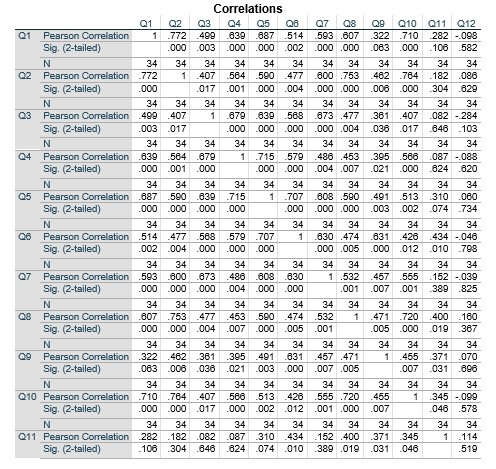 Correlations
Q1 Q2 Q3 Q4 Q5 Q6 Q7 Q8 Q9 Q10 Q11 Q12
Q1 Pearson Correlation 1 .772 .499 .639 .687 .514 .593 .607 .322 .710 .282 -.098
Sig. (2-tailed) .000 .003 .000 .000 .002 .000 .000 .063 .000 .106 .582
N 34 34 34 34 34 34 34 34 34 34 34 34
Q2 Pearson Correlation .772 1 .407 .564 .590 .477 .600 .753 .462 .764 .182 .086
Sig. (2-tailed) .000 .017 .001 .000 .004 .000 .000 .006 .000 .304 .629
N 34 34 34 34 34 34 34 34 34 34 34 34
Q3 Pearson Correlation .499 .407 1 .679 .639 .568 .673 .477 .361 .407 .082 -.284
Sig. (2-tailed) .003 .017 .000 .000 .000 .000 .004 .036 .017 .646 .103
N 34 34 34 34 34 34 34 34 34 34 34 34
Q4 Pearson Correlation .639 .564 .679 1 .715 .579 .486 .453 .395 .566 .087 -.088
Sig. (2-tailed) .000 .001 .000 .000 .000 .004 .007 .021 .000 .624 .620
N 34 34 34 34 34 34 34 34 34 34 34 34
Q5 Pearson Correlation .687 .590 .639 .715 1 .707 .608 .590 .491 .513 .310 .060
Sig. (2-tailed) .000 .000 .000 .000 .000 .000 .000 .003 .002 .074 .734
N 34 34 34 34 34 34 34 34 34 34 34 34
Q6 Pearson Correlation .514 .477 .568 .579 .707 1 .630 .474 .631 .426 .434 -.046
Sig. (2-tailed) .002 .004 .000 .000 .000 .000 .005 .000 .012 .010 .798
N 34 34 34 34 34 34 34 34 34 34 34 34
Q7 Pearson Correlation .593 .600 .673 .486 .608 .630 1 .532 .457 .555 .152 -.039
Sig. (2-tailed) .000 .000 .000 .004 .000 .000 .001 .007 .001 .389 .825
N 34 34 34 34 34 34 34 34 34 34 34 34
Q8 Pearson Correlation .607 .753 .477 .453 .590 .474 .532 1 .471 .720 .400 .160
Sig. (2-tailed) .000 .000 .004 .007 .000 .005 .001 .005 .000 .019 .367
N 34 34 34 34 34 34 34 34 34 34 34 34
Q9 Pearson Correlation .322 .462 .361 .395 .491 .631 .457 .471 1 .455 .371 .070
Sig. (2-tailed) .063 .006 .036 .021 .003 .000 .007 .005 .007 .031 .696
N 34 34 34 34 34 34 34 34 34 34 34 34
Q10 Pearson Correlation .710 .764 .407 .566 .513 .426 .555 .720 .455 1 .345 -.099
Sig. (2-tailed) .000 .000 .017 .000 .002 .012 .001 .000 .007 .046 .578
N 34 34 34 34 34 34 34 34 34 34 34 34
Q11 Pearson Correlation .282 .182 .082 .087 .310 .434 .152 .400 .371 .345 1 .114
Sig. (2-tailed) .106 .304 .646 .624 .074 .010 .389 .019 .031 .046 .519